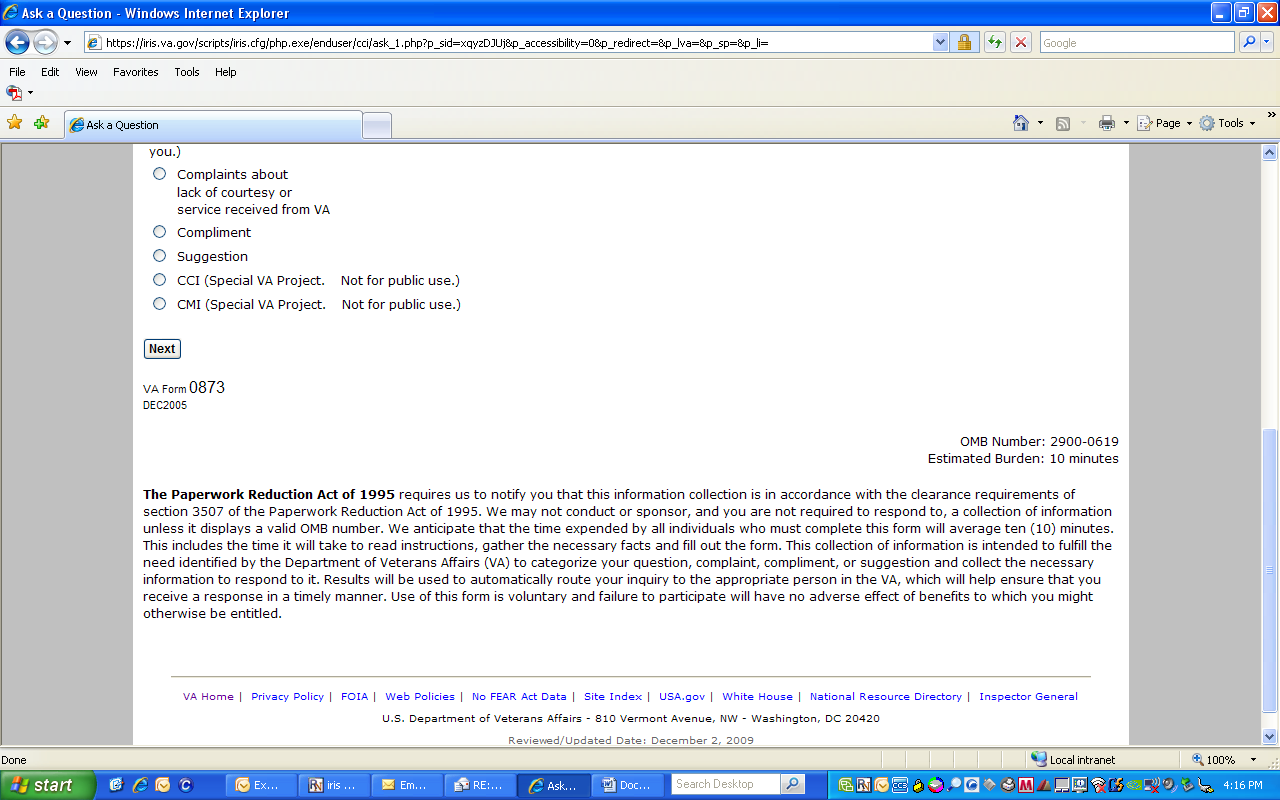 Ask a Question - Windows Internet Explorer
https://iris.va.gov/scripts/iris.cfg/php.exe/enduser/cci/ask_1.php?p_sid=xqyzDJUj&p_accessibility=0&p_redirect=&p_lva=&p_sp=&p_li=
Google
File Edit View Favorites Tools Help
Ask a Question
Page Tools »
you.)
Complaints about
lack of courtesy or
service received from VA
Compliment
Suggestion
CCI (Special VA Project. Not for public use.)
CMI (Special VA Project. Not for public use.)
Next
VA Form 0873
DEC2005
OMB Number: 2900-0619
Estimated Burden: 10 minutes
The Paperwork Reduction Act of 1995 requires us to notify you that this information collection is in accordance with the clearance requirements of
section 3507 of the Paperwork Reduction Act of 1995. We may not conduct or sponsor, and you are not required to respond to, a collection of information
unless it displays a valid OMB number. We anticipate that the time expended by all individuals who must complete this form will average ten (10) minutes.
This includes the time it will take to read instructions, gather the necessary facts and fill out the form. This collection of information is intended to fulfill the
need identified by the Department of Veterans Affairs (VA) to categorize your question, complaint, compliment, or suggestion and collect the necessary
information to respond to it. Results will be used to automatically route your inquiry to the appropriate person in the VA, which will help ensure that you
receive a response in a timely manner. Use of this form is voluntary and failure to participate will have no adverse effect of benefits to which you might
otherwise be entitled.
VA Home | Privacy Policy | FOIA | Web Policies | No FEAR Act Data | Site Index | USA.gov | White House | National Resource Directory | Inspector General
U.S. Department of Veterans Affairs - 810 Vermont Avenue, NW - Washington, DC 20420
Reviewed/Updated Date: December 2, 2009
Done Local intranet 100%
start Ex... iris ... Em... RE:... Ask... Doc... Search Desktop 4:16 PM